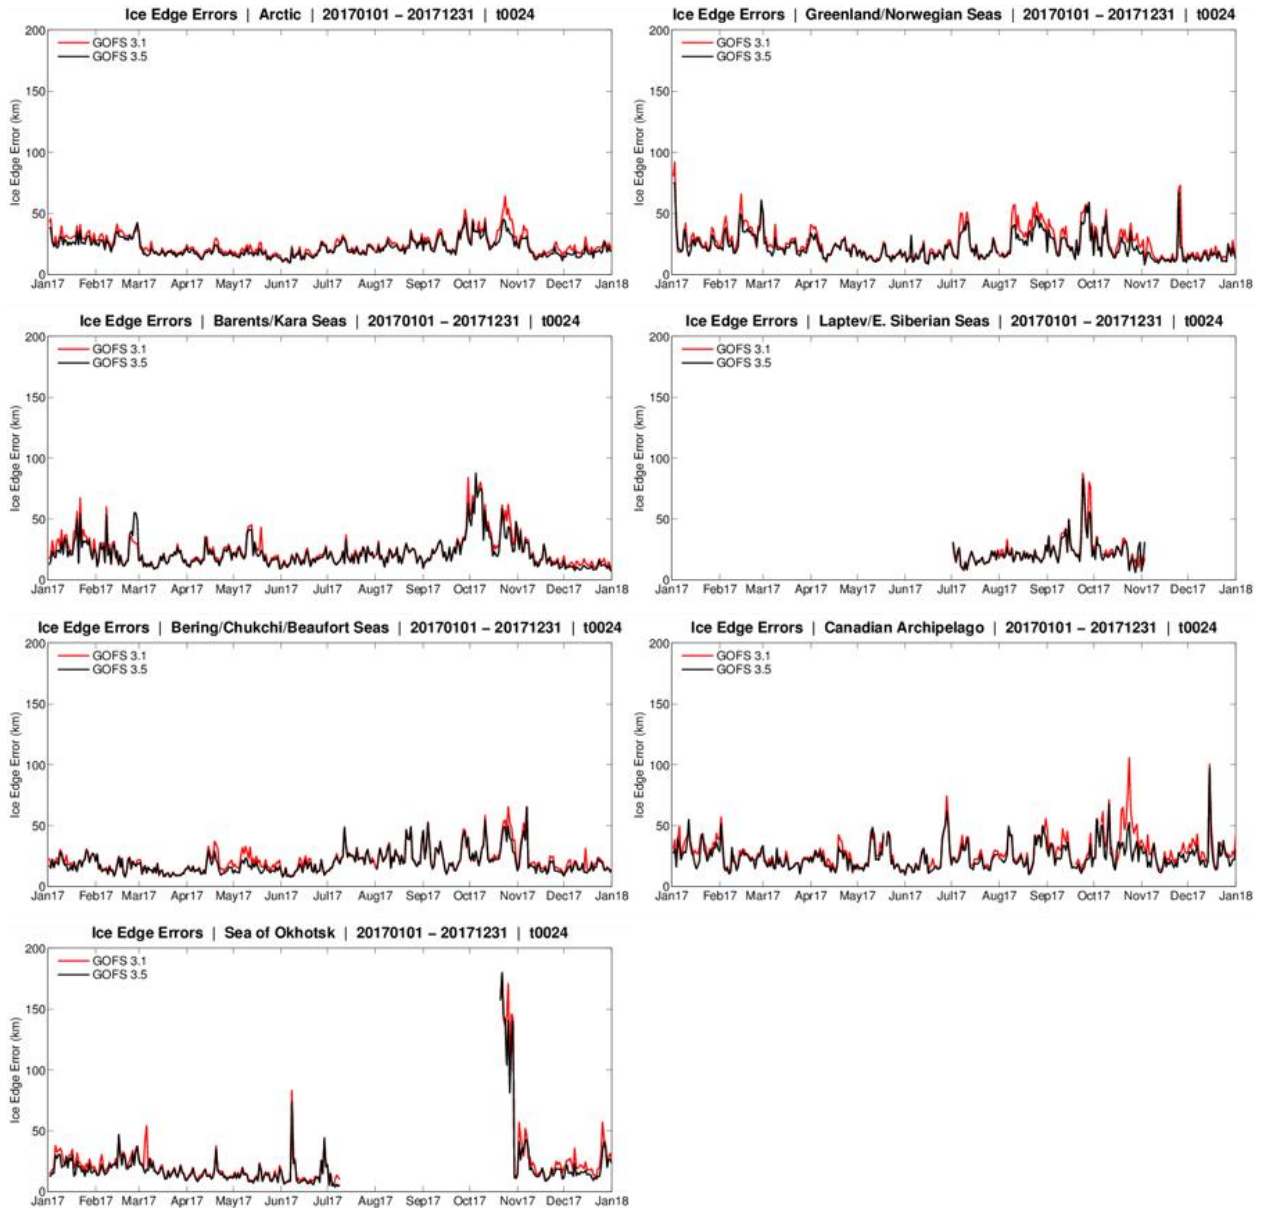 Ice Edge Errors | Arctic | 20170101 − 20171231 | t0024
200
150
100
50
0
Ice Edge Error (km)
GOFS 3.1
GOFS 3.5
Jan17 Feb17 Mar17 Apr17 May17 Jun17 Jul17 Aug17 Sep17 Oct17 Nov17 Dec17 Jan18
Ice Edge Errors | Greenland/Norwegian Seas | 20170101 − 20171231 | t0024
200
150
100
50
0
Ice Edge Error (km)
GOFS 3.1
GOFS 3.5
Jan17 Feb17 Mar17 Apr17 May17 Jun17 Jul17 Aug17 Sep17 Oct17 Nov17 Dec17 Jan18
Ice Edge Errors | Barents/Kara Seas | 20170101 − 20171231 | t0024
200
150
100
50
0
Ice Edge Error (km)
GOFS 3.1
GOFS 3.5
Jan17 Feb17 Mar17 Apr17 May17 Jun17 Jul17 Aug17 Sep17 Oct17 Nov17 Dec17 Jan18
Ice Edge Errors | Laptev/E. Siberian Seas | 20170101 − 20171231 | t0024
200
150
100
50
0
Ice Edge Error (km)
GOFS 3.1
GOFS 3.5
Jan17 Feb17 Mar17 Apr17 May17 Jun17 Jul17 Aug17 Sep17 Oct17 Nov17 Dec17 Jan18
Ice Edge Errors | Bering/Chukchi/Beaufort Seas | 20170101 − 20171231 | t0024
200
150
100
50
0
Ice Edge Error (km)
GOFS 3.1
GOFS 3.5
Jan17 Feb17 Mar17 Apr17 May17 Jun17 Jul17 Aug17 Sep17 Oct17 Nov17 Dec17 Jan18
Ice Edge Errors | Canadian Archipelago | 20170101 − 20171231 | t0024
200
150
100
50
0
Ice Edge Error (km)
GOFS 3.1
GOFS 3.5
Jan17 Feb17 Mar17 Apr17 May17 Jun17 Jul17 Aug17 Sep17 Oct17 Nov17 Dec17 Jan18
Ice Edge Errors | Sea of Okhotsk | 20170101 − 20171231 | t0024
200
150
100
50
0
Ice Edge Error (km)
GOFS 3.1
GOFS 3.5
Jan17 Feb17 Mar17 Apr17 May17 Jun17 Jul17 Aug17 Sep17 Oct17 Nov17 Dec17 Jan18